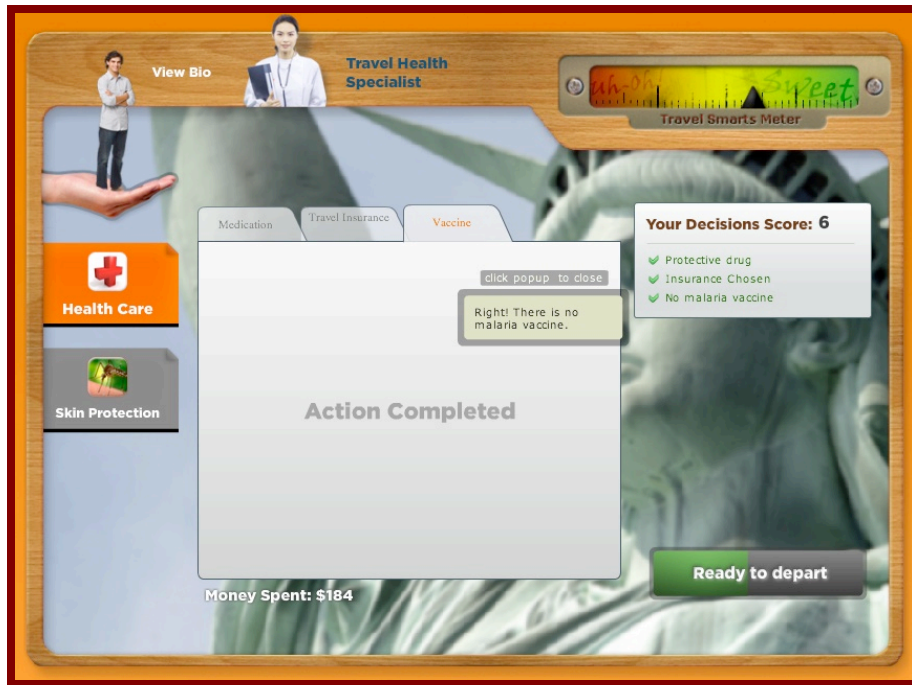 View Bio
Travel Health
Specialist
uh-oh!
Sweet
Travel Smarts Meter
Medication
Travel Insurance
Vaccine
Your Decisions Score: 6
Protective drug
Insurance Chosen
No malaria vaccine
click popup to close
Right! There is no
malaria vaccine.
Health Care
Skin Protection
Action Completed
Ready to depart
Money Spent: $184